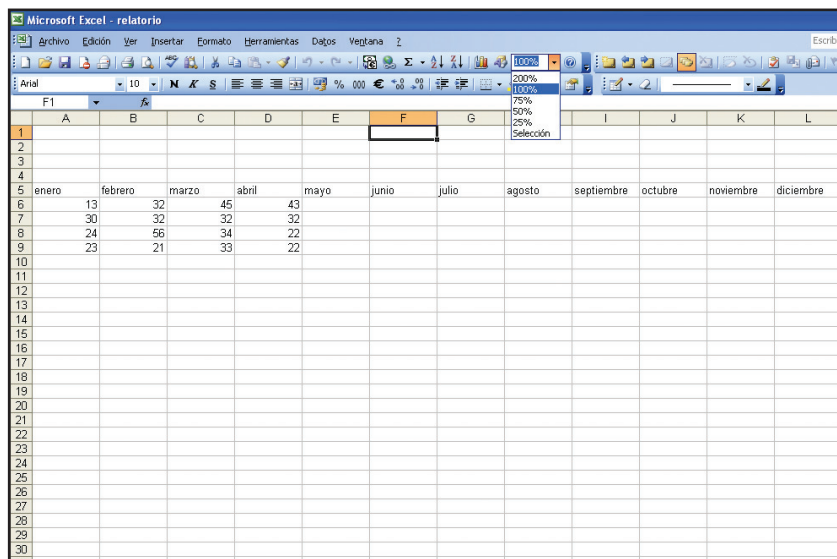 Microsoft Excel - relatorio
Archivo Edición Ver Insertar Formato Herramientas Datos Ventana ? Escrib
100%
Arial 10 N K S % 000 €
200%
100%
75%
50%
25%
Selección
F1 fx
A B C D E F G I J K L
1
2
3
4
5 enero febrero marzo abril mayo junio julio agosto septiembre octubre noviembre diciembre
6 13 32 45 43
7 30 32 32 32
8 24 56 34 22
9 23 21 33 22
10
11
12
13
14
15
16
17
18
19
20
21
22
23
24
25
26
27
28
29
30